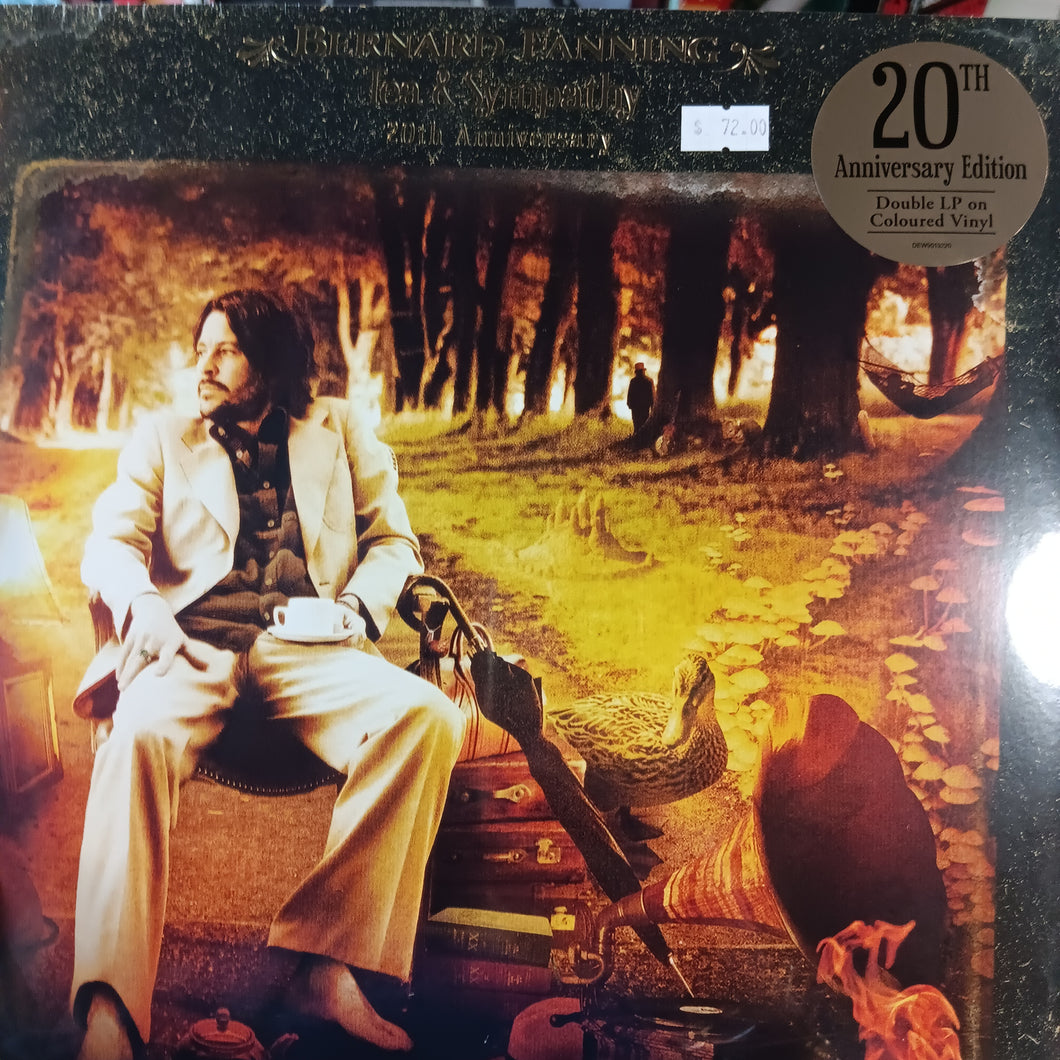 BERNARD FANNING
Tea & Sympathy
20th Anniversary
$ 72.00
20TH
Anniversary Edition
Double LP on
Coloured Vinyl